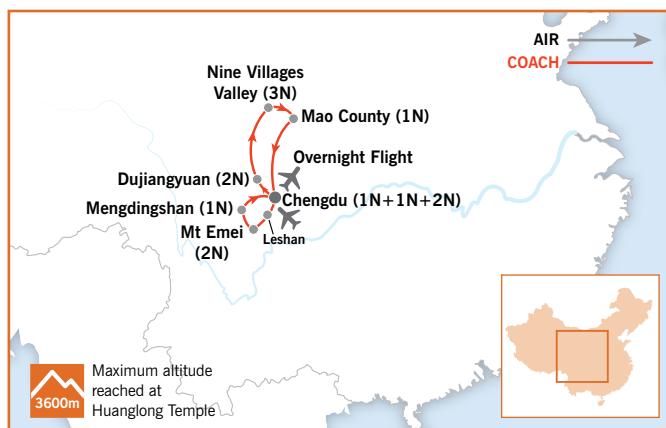 AIR
COACH
Nine Villages
Valley (3N)
Mao County (1N)
Overnight Flight
Dujiangyuan (2N)
Chengdu (1N+1N+2N)
Mengdingshan (1N)
Leshan
Mt Emei
(2N)
3600m
Maximum altitude
reached at
Huanglong Temple